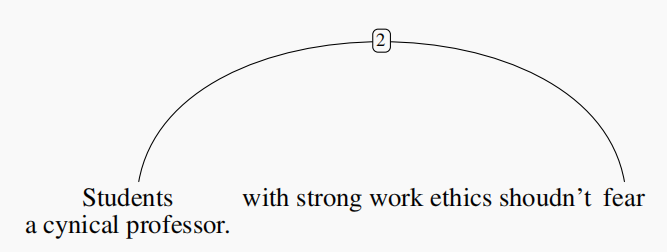 2
Students with strong work ethics shoudn't fear
a cynical professor.